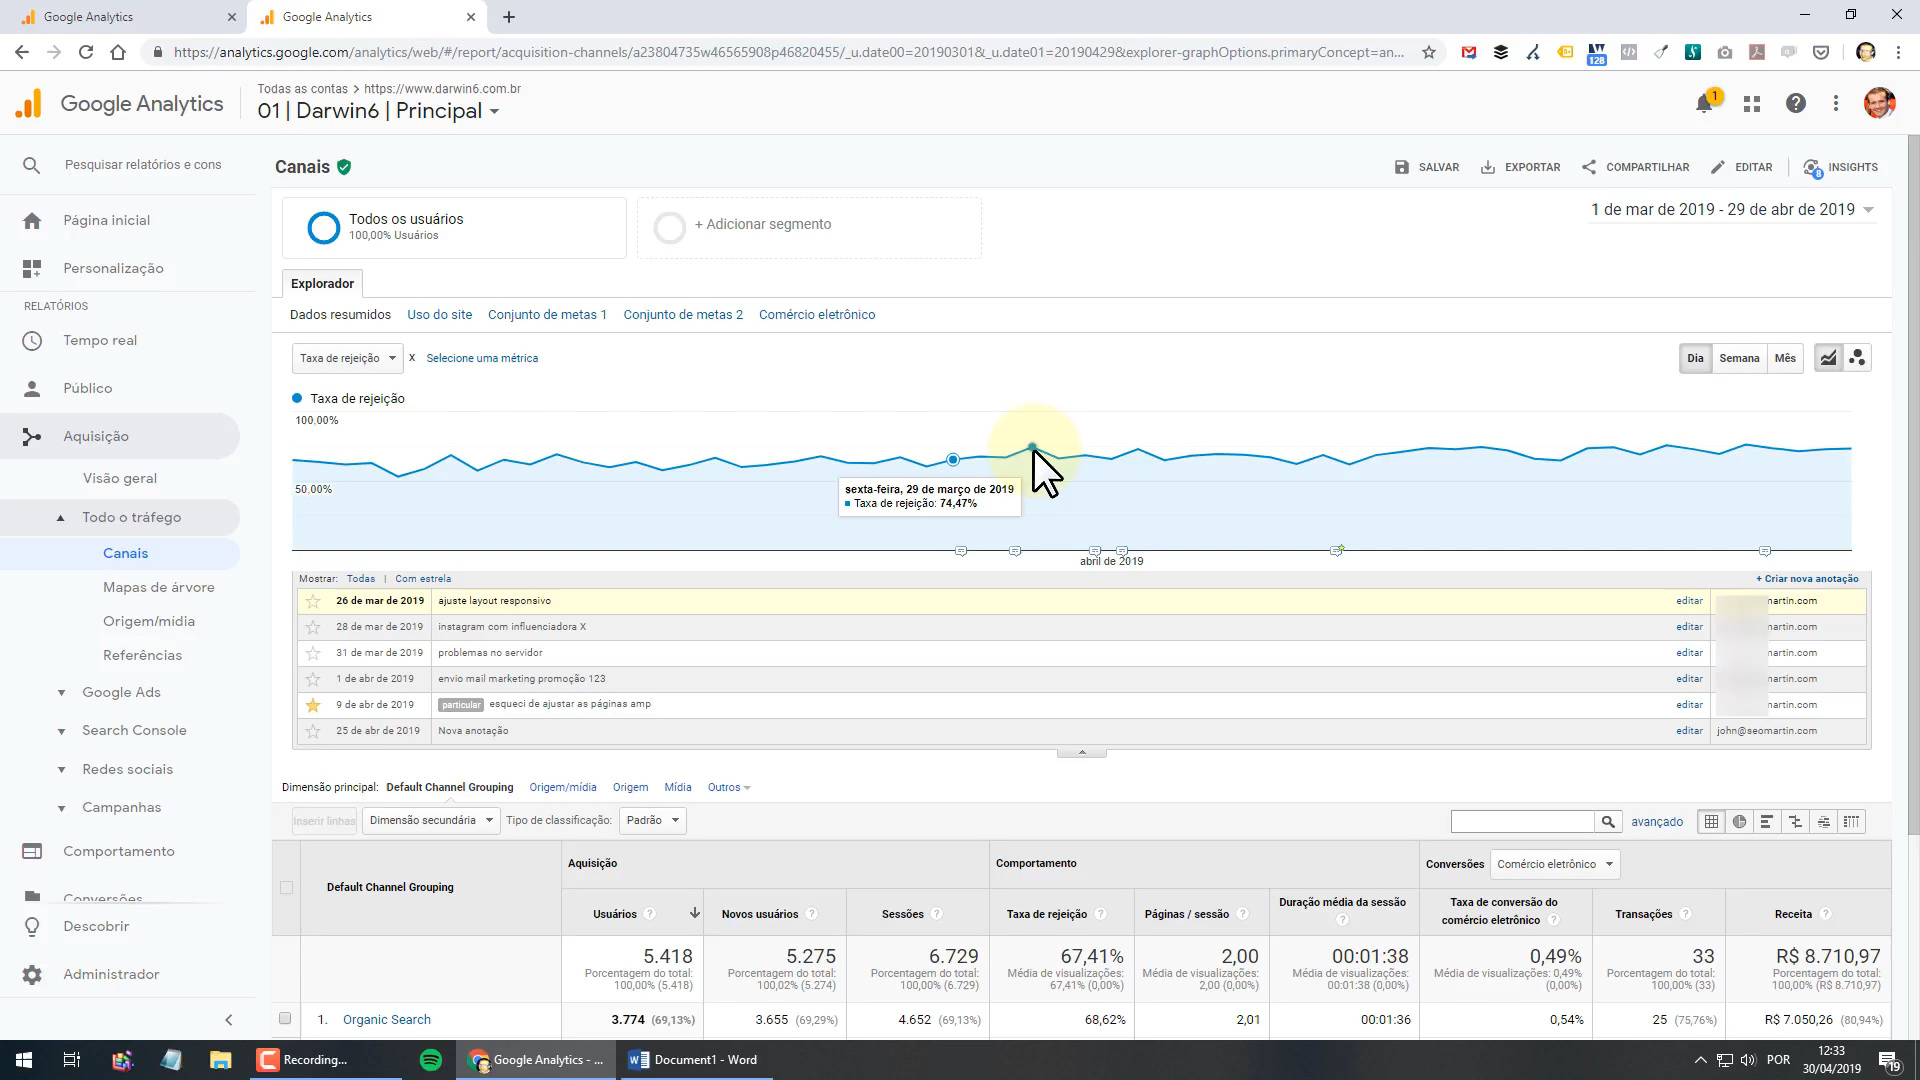 Google Analytics
Google Analytics
https://analytics.google.com/analytics/web/#/report/acquisition-channels/a23804735w46565908p46820455/_u.date00=20190301&_u.date01=20190429&explorer-graphOptions.primaryConcept=an...
128
Google Analytics
Todas as contas > https://www.darwin6.com.br
01 | Darwin6 | Principal
1
Pesquisar relatórios e cons
Canais
SALVAR EXPORTAR COMPARTILHAR EDITAR INSIGHTS
8
Todos os usuários
100,00% Usuários
+ Adicionar segmento
1 de mar de 2019 - 29 de abr de 2019
Página inicial
Personalização
RELATÓRIOS
Tempo real
Público
Aquisição
Visão geral
Todo o tráfego
Canais
Mapas de árvore
Origem/mídia
Referências
Google Ads
Search Console
Redes sociais
Campanhas
Comportamento
Conversões
Descobrir
Administrador
Explorador
Dados resumidos Uso do site Conjunto de metas 1 Conjunto de metas 2 Comércio eletrônico
Taxa de rejeição X Selecione uma métrica
Dia Semana Mês
Taxa de rejeição
100,00%
50,00%
sexta-feira, 29 de março de 2019
Taxa de rejeição: 74,47%
abril de 2019
Mostrar: Todas | Com estrela + Criar nova anotação
26 de mar de 2019 ajuste layout responsivo editar martin.com
28 de mar de 2019 instagram com influenciadora X editar martin.com
31 de mar de 2019 problemas no servidor editar martin.com
1 de abr de 2019 envio mail marketing promoção 123 editar martin.com
9 de abr de 2019 particular esqueci de ajustar as páginas amp editar martin.com
25 de abr de 2019 Nova anotação editar john@seomartin.com
Dimensão principal: Default Channel Grouping Origem/mídia Origem Mídia Outros
Inserir linhas Dimensão secundária Tipo de classificação: Padrão avançado
Default Channel Grouping
Aquisição Comportamento Conversões Comércio eletrônico
Usuários Novos usuários Sessões Taxa de rejeição Páginas / sessão Duração média da sessão Taxa de conversão do comércio eletrônico Transações Receita
5.418 5.275 6.729 67,41% 2,00 00:01:38 0,49% 33 R$ 8.710,97
Porcentagem do total: Porcentagem do total: Porcentagem do total: Média de visualizações: Média de visualizações: Média de visualizações: Média de visualizações: 0,49% Porcentagem do total: Porcentagem do total:
100,00% (5.418) 100,02% (5.274) 100,00% (6.729) 67,41% (0,00%) 2,00 (0,00%) 00:01:38 (0,00%) (0,00%) 100,00% (33) 100,00% (R$ 8.710,97)
1. Organic Search 3.774 (69,13%) 3.655 (69,29%) 4.652 (69,13%) 68,62% 2,01 00:01:36 0,54% 25 (75,76%) R$ 7.050,26 (80,94%)
Recording... Google Analytics - ... Document1 - Word POR
12:33
30/04/2019
19